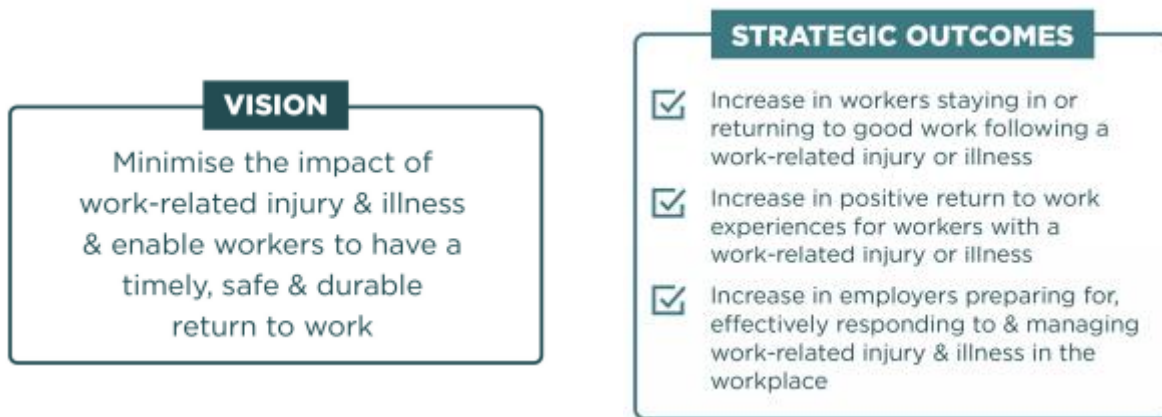 VISION
Minimise the impact of
work-related injury & illness
& enable workers to have a
timely, safe & durable
return to work
STRATEGIC OUTCOMES
Increase in workers staying in or
returning to good work following a
work-related injury or illness
Increase in positive return to work
experiences for workers with a
work-related injury or illness
Increase in employers preparing for,
effectively responding to & managing
work-related injury & illness in the
workplace